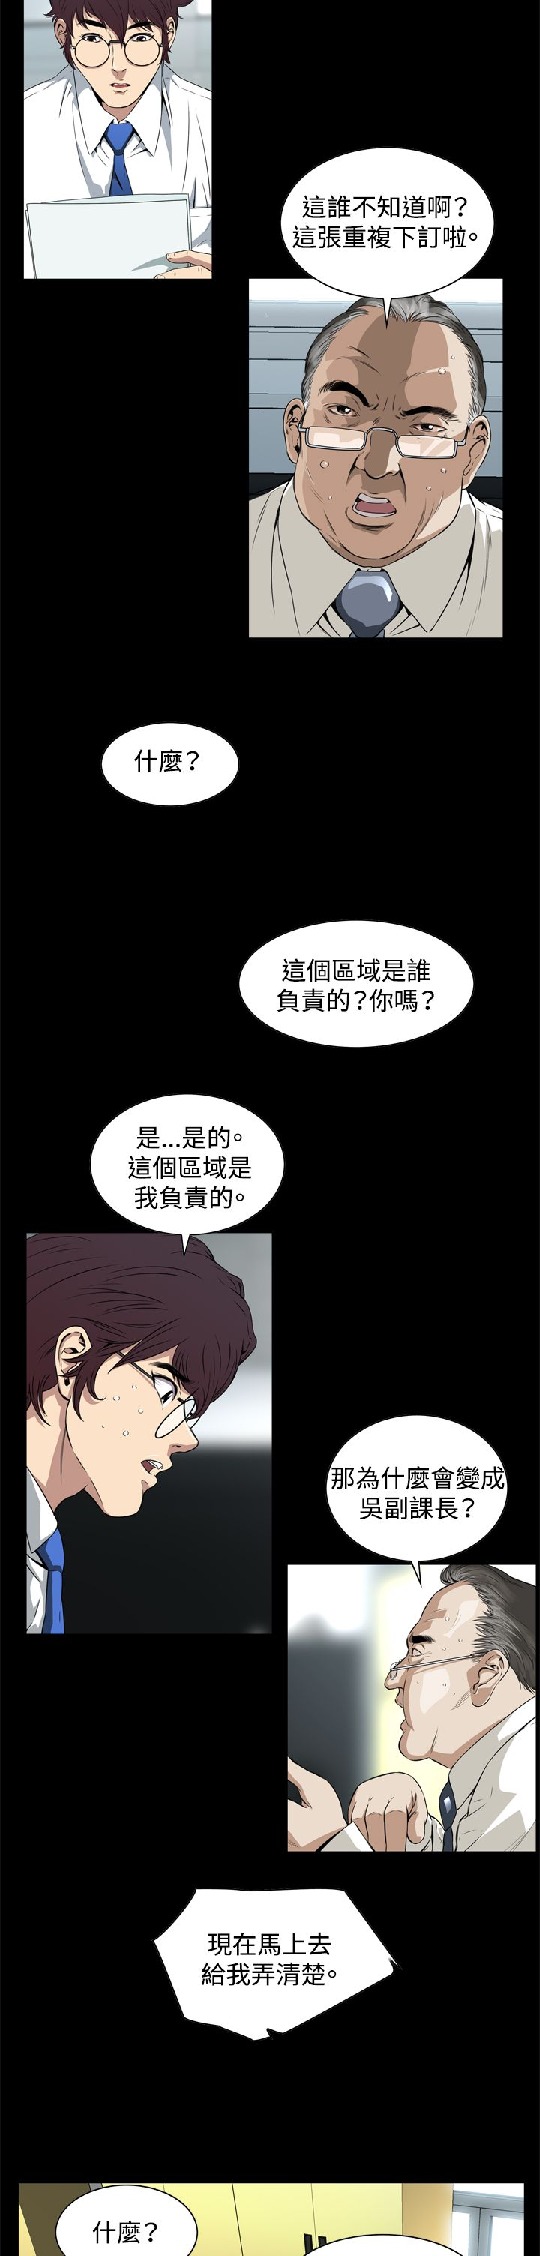 這誰不知道啊？
這張重複下訂啦。
什麼？
這個區域是誰
負責的？你嗎？
是...是的。
這個區域是
我負責的。
那為什麼會變成
吳副課長？
現在馬上去
給我弄清楚。
什麼？